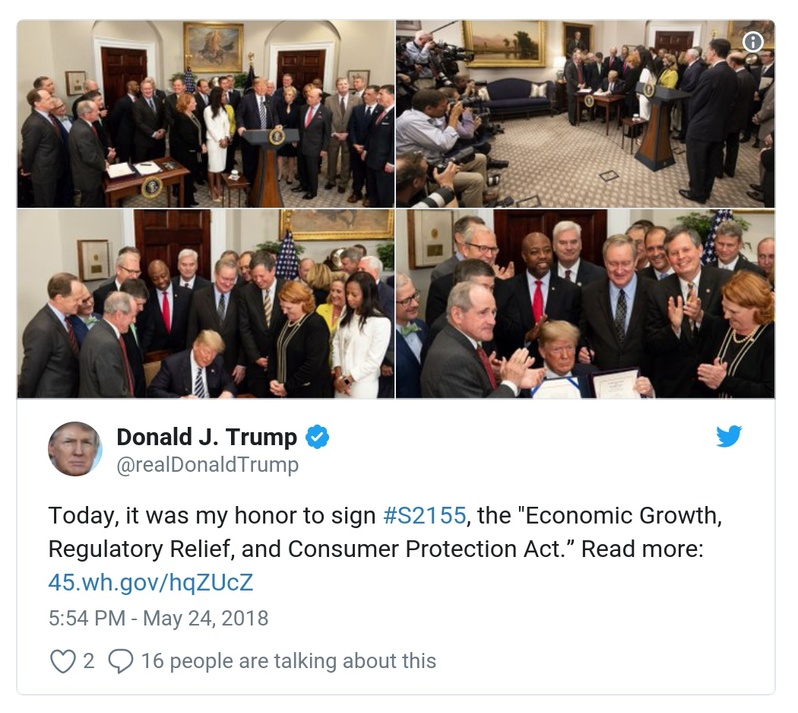 Donald J. Trump
@realDonaldTrump
Today, it was my honor to sign #S2155, the "Economic Growth,
Regulatory Relief, and Consumer Protection Act.” Read more:
45.wh.gov/hqZUcZ
5:54 PM - May 24, 2018
2 16 people are talking about this